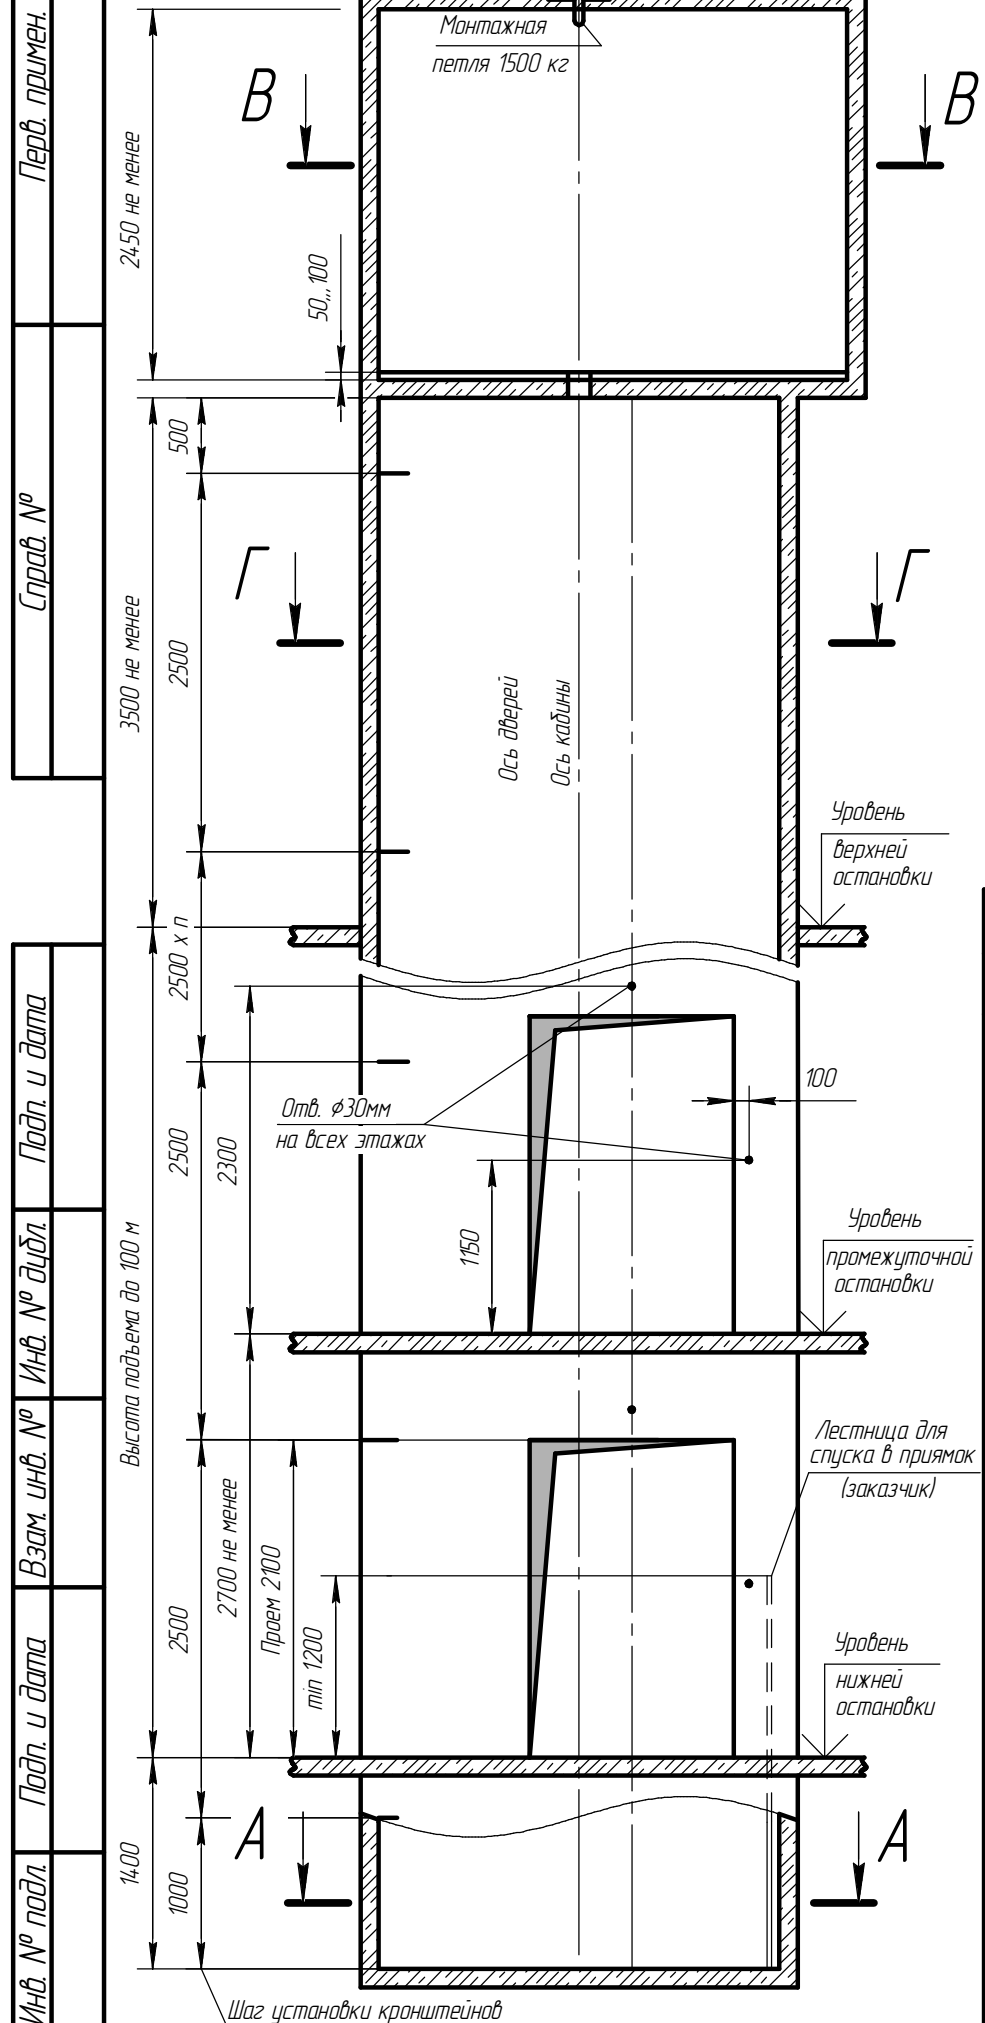 Перв. примен.
Справ. №
Подп. и дата
Инв. № дубл.
Взам. инв. №
Подп. и дата
Инв. № подл.
Монтажная
петля 1500 кг
В
В
2450 не менее
50,,,100
500
Г
Г
3500 не менее
2500
Ось дверей
Ось кабины
Уровень
верхней
остановки
2500 х п
Отв. ϕ30мм
на всех этажах
100
2500
2300
1150
Уровень
промежуточной
остановки
Высота подъема до 100 м
Лестница для
спуска в приямок
(заказчик)
2700 не менее
Проем 2100
min 1200
2500
Уровень
нижней
остановки
А
А
1400
1000
Шаг установки кронштейнов